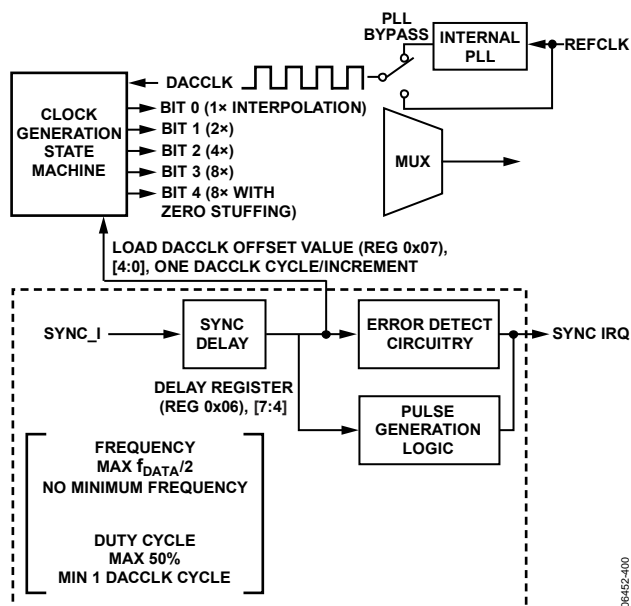 PLL
BYPASS
INTERNAL
PLL
REFCLK
DACCLK
CLOCK
GENERATION
STATE
MACHINE
BIT 0 (1× INTERPOLATION)
BIT 1 (2×)
BIT 2 (4×)
BIT 3 (8×)
BIT 4 (8× WITH
ZERO STUFFING)
MUX
LOAD DACCLK OFFSET VALUE (REG 0x07),
[4:0], ONE DACCLK CYCLE/INCREMENT
SYNC_I
SYNC
DELAY
ERROR DETECT
CIRCUITRY
SYNC IRQ
DELAY REGISTER
(REG 0x06), [7:4]
PULSE
GENERATION
LOGIC
FREQUENCY
MAX fDATA/2
NO MINIMUM FREQUENCY
DUTY CYCLE
MAX 50%
MIN 1 DACCLK CYCLE
06452-400